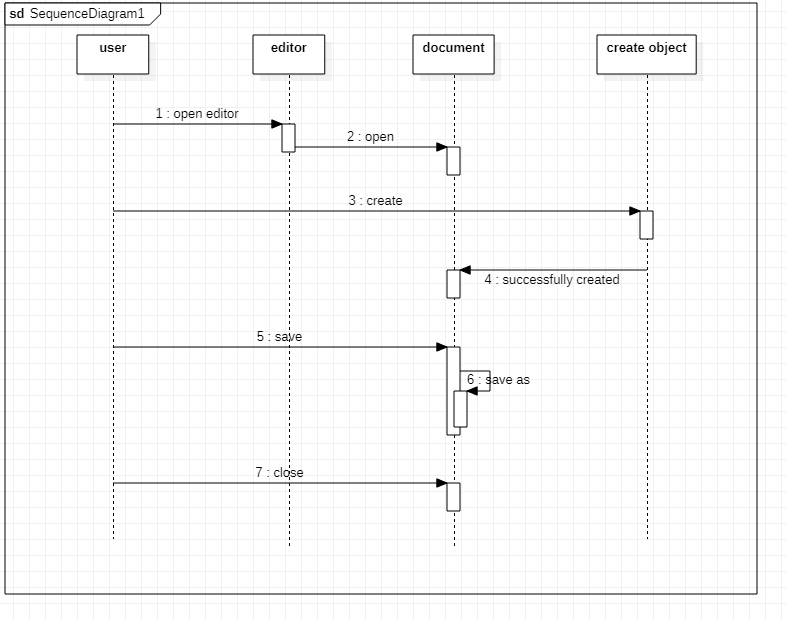 sd SequenceDiagram1
user
editor
document
create object
1 : open editor
2 : open
3 : create
4 : successfully created
5 : save
6 : save as
7 : close